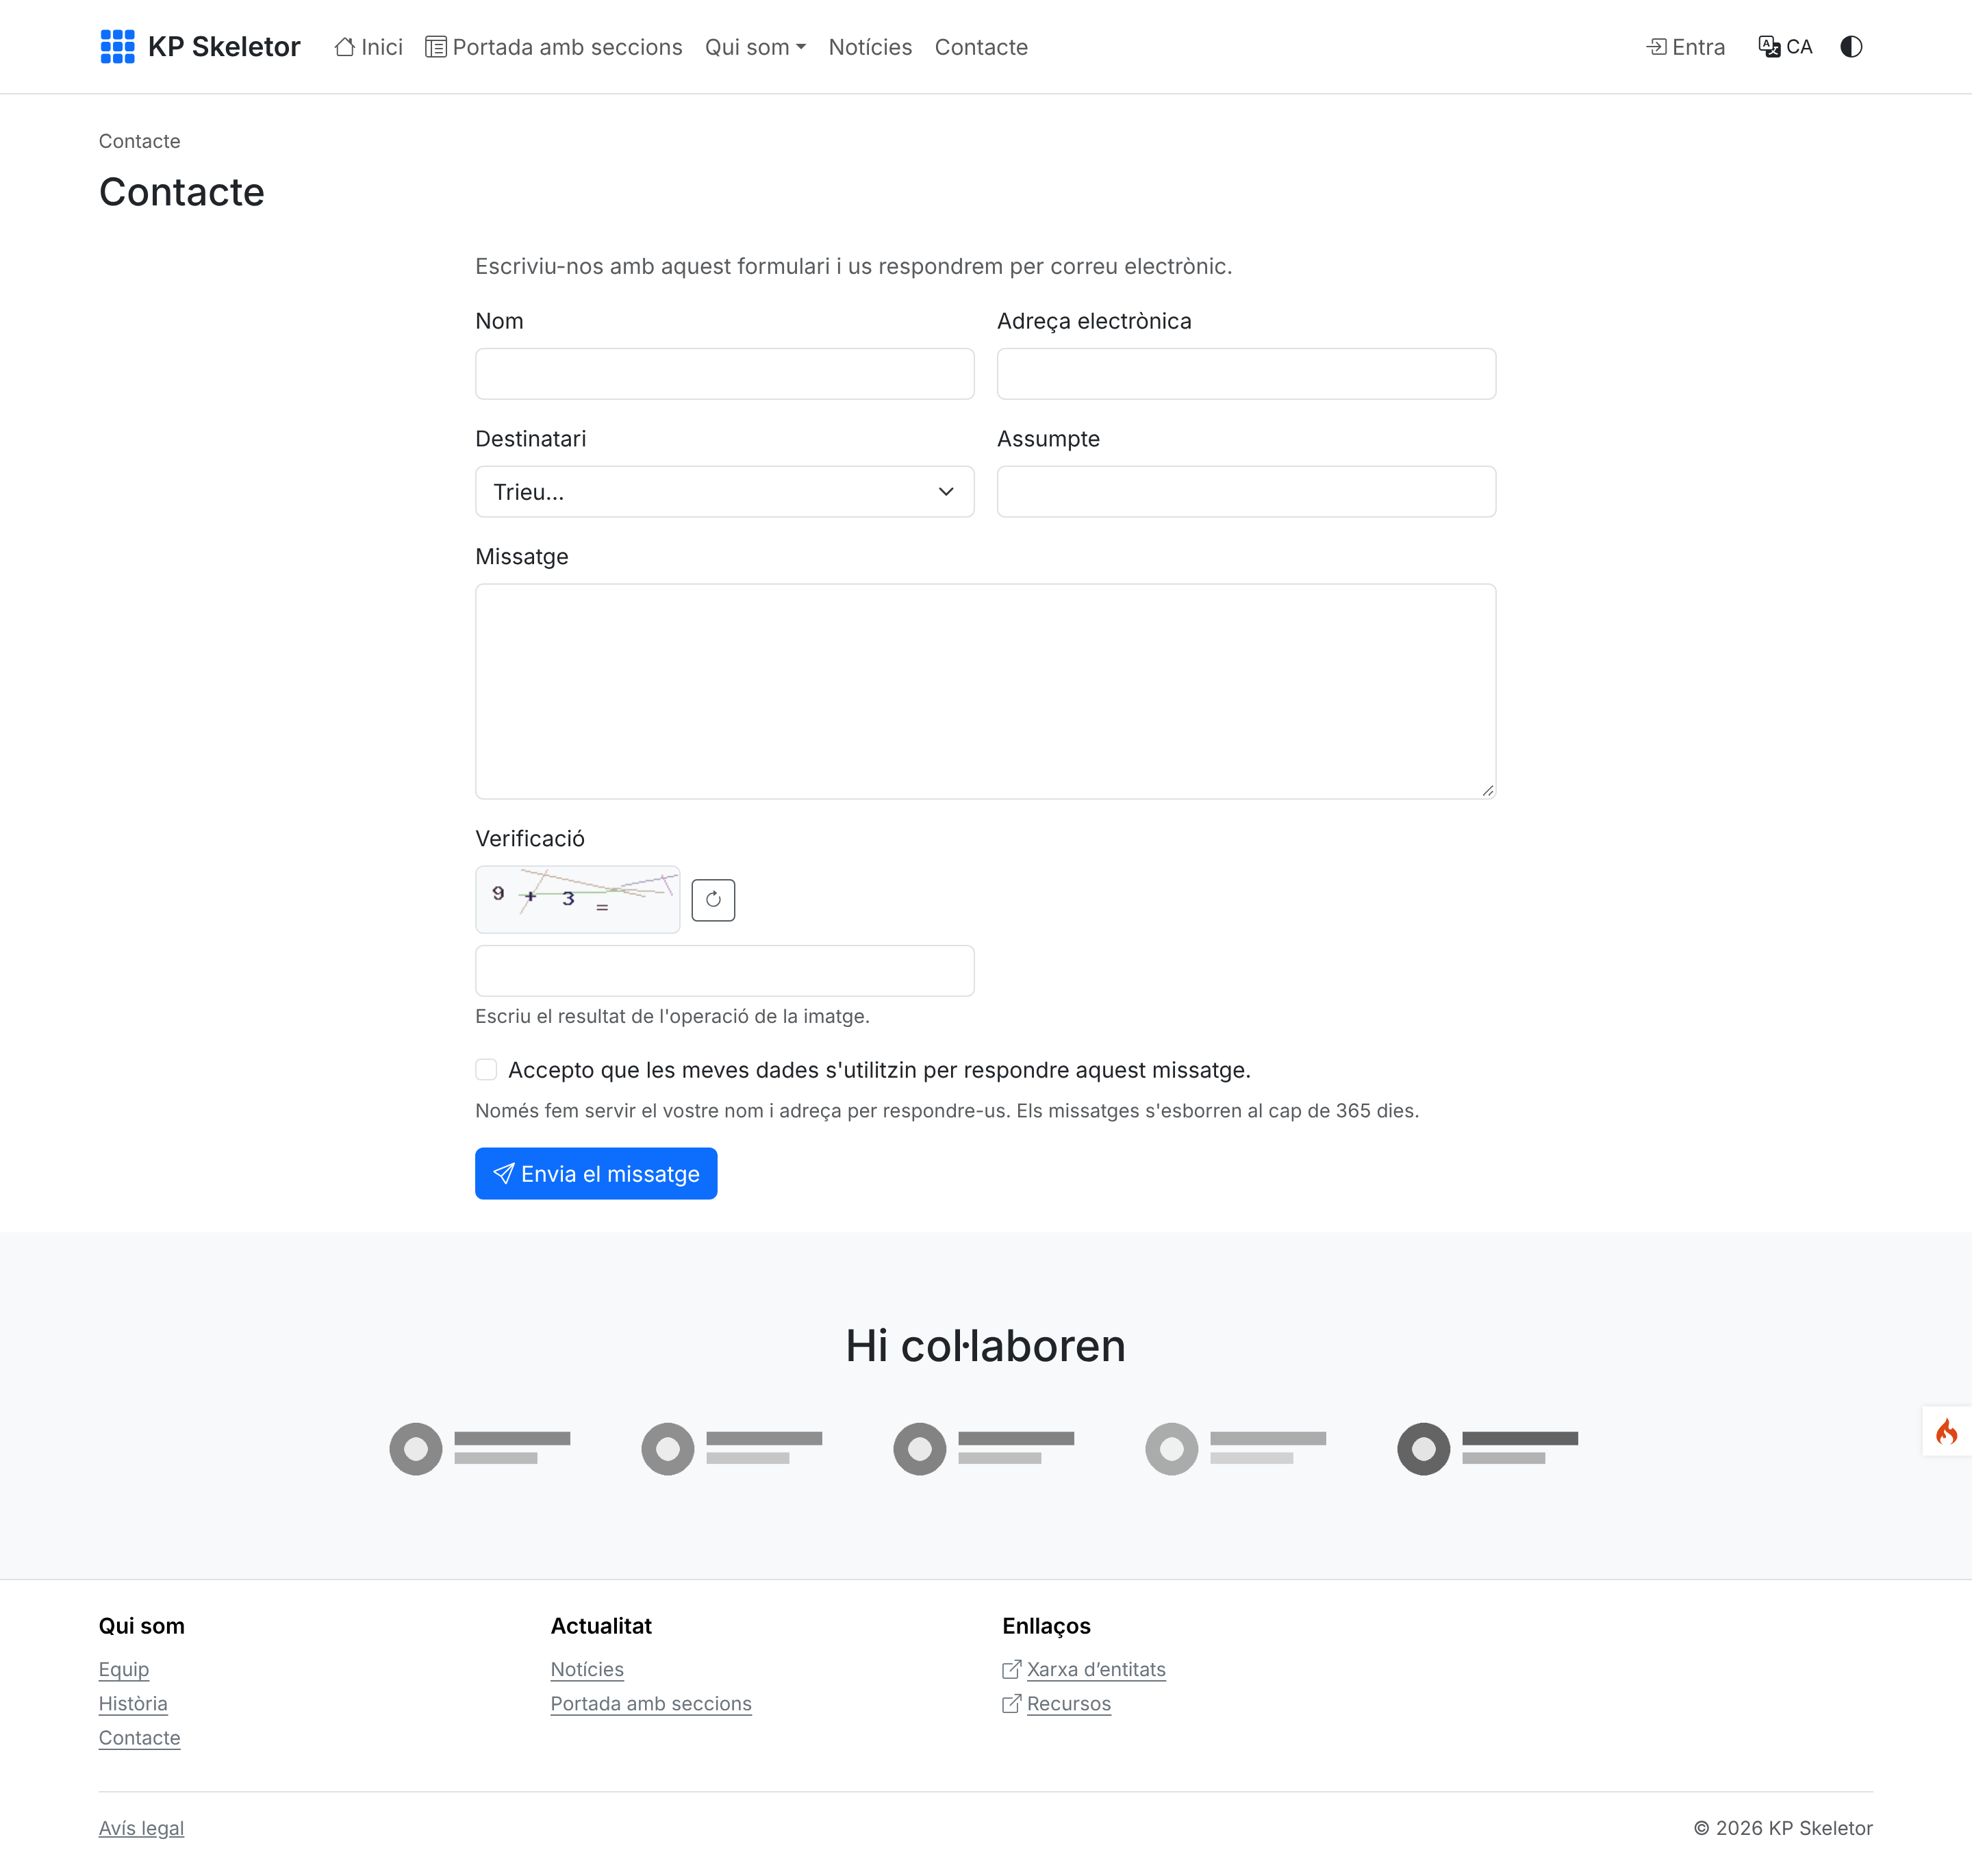 KP Skeletor
Inici
Portada amb seccions
Qui som
Notícies
Contacte
Entra
CA
Contacte
Contacte
Escriviu-nos amb aquest formulari i us respondrem per correu electrònic.
Nom
Adreça electrònica
Destinatari
Assumpte
Trieu...
Missatge
Verificació
9 + 3 =
Escriu el resultat de l'operació de la imatge.
Accepto que les meves dades s'utilitzin per respondre aquest missatge.
Només fem servir el vostre nom i adreça per respondre-us. Els missatges s'esborren al cap de 365 dies.
Envia el missatge
Hi col·laboren
Qui som
Equip
Història
Contacte
Actualitat
Notícies
Portada amb seccions
Enllaços
Xarxa d’entitats
Recursos
Avís legal
© 2026 KP Skeletor